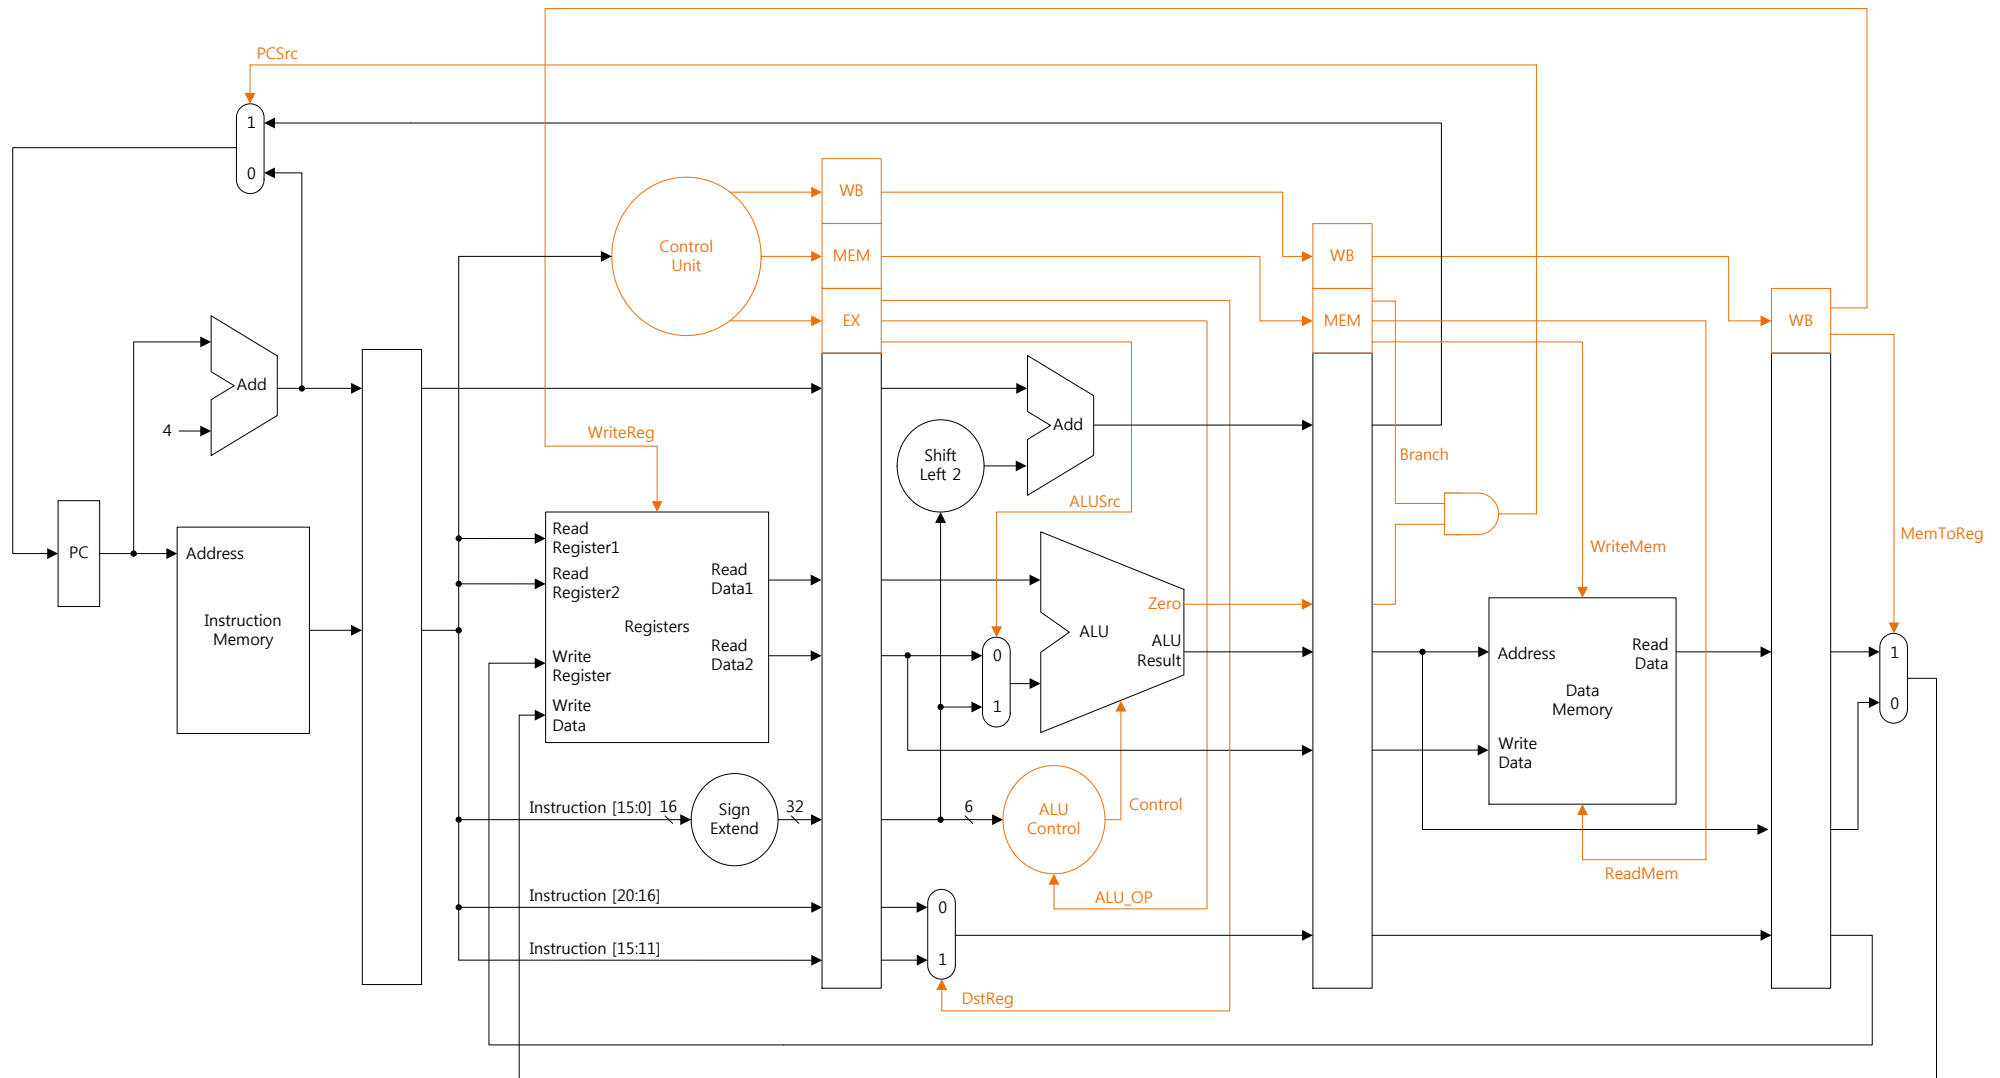 PCSrc
1
0
WB
Control
Unit
MEM
WB
EX
MEM
WB
Add
4
Add
WriteReg
Shift
Left 2
Branch
ALUSrc
PC
Address
Instruction
Memory
Read
Register1
Read
Register2
Read
Data1
Registers
Write
Register
Read
Data2
Write
Data
0
1
Zero
ALU
ALU
Result
WriteMem
MemToReg
Address
Read
Data
Data
Memory
Write
Data
1
0
Instruction [15:0]
16
Sign
Extend
32
6
ALU
Control
Control
ReadMem
Instruction [20:16]
0
ALU_OP
Instruction [15:11]
1
DstReg